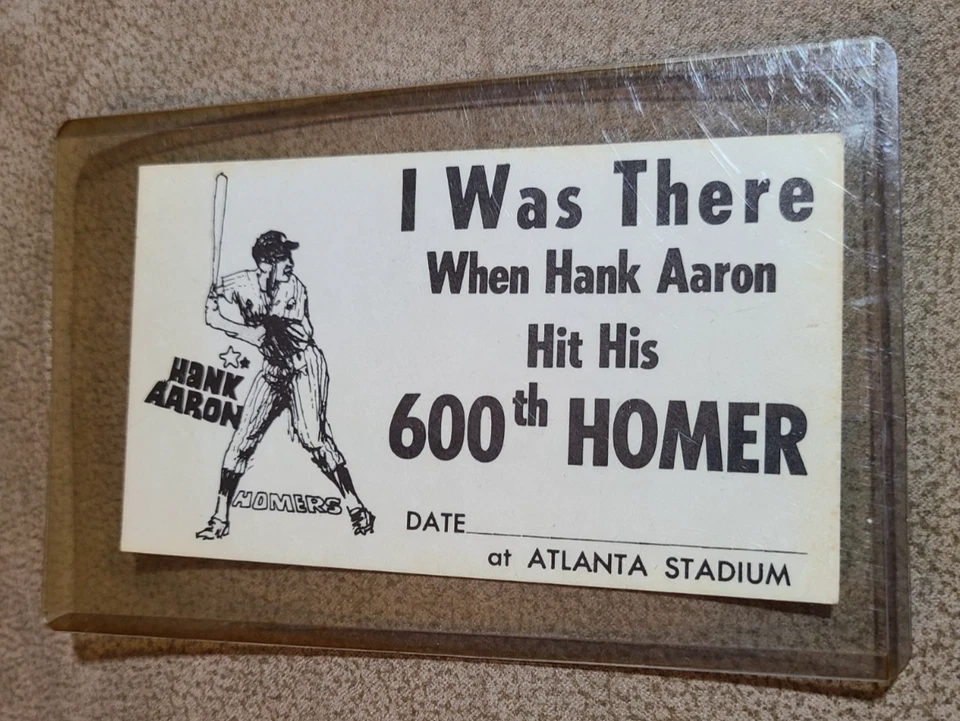 I Was There
When Hank Aaron
Hit His
600th HOMER
HANK
AARON
HOMERS
DATE
at ATLANTA STADIUM